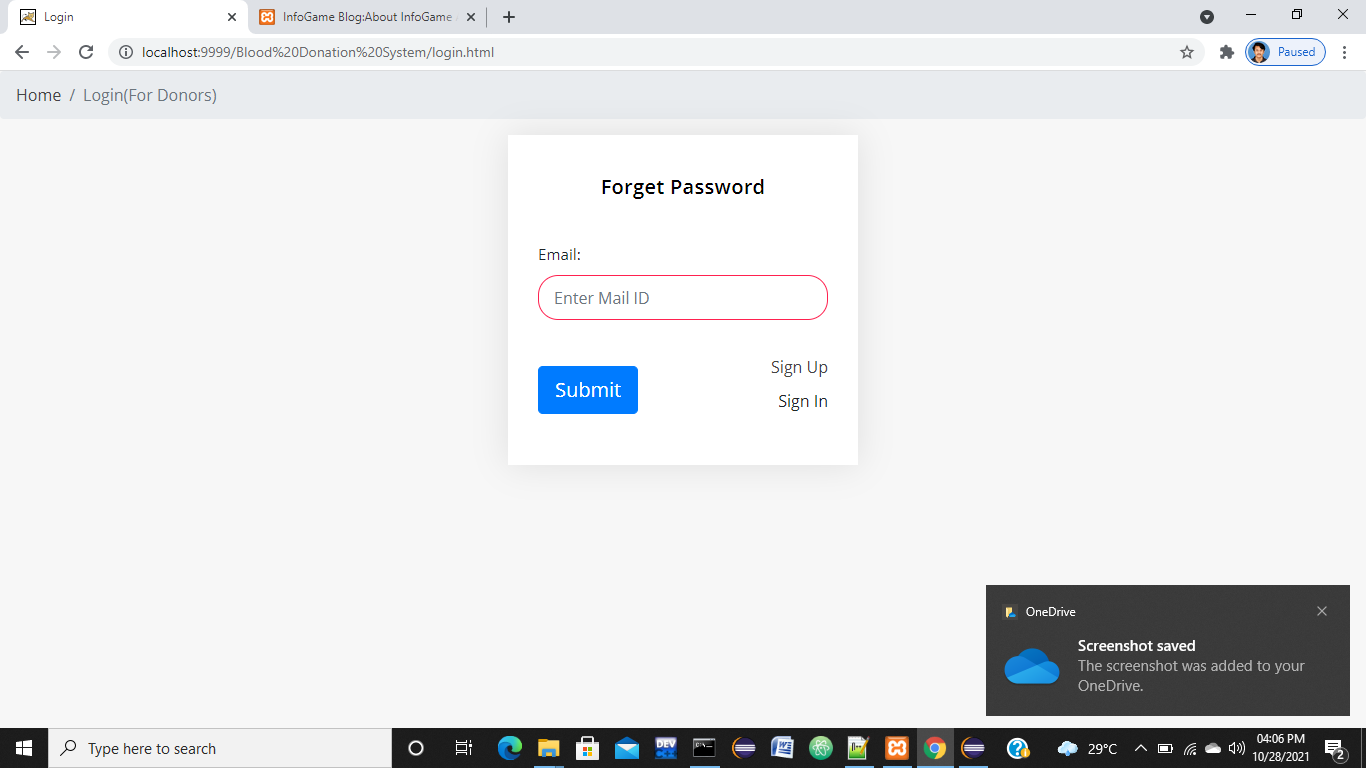 Login
InfoGame Blog:About InfoGame
localhost:9999/Blood%20Donation%20System/login.html
Paused
Home / Login(For Donors)
Forget Password
Email:
Enter Mail ID
Submit
Sign Up
Sign In
OneDrive
Screenshot saved
The screenshot was added to your
OneDrive.
Type here to search
DEV
29°C
04:06 PM
10/28/2021
2